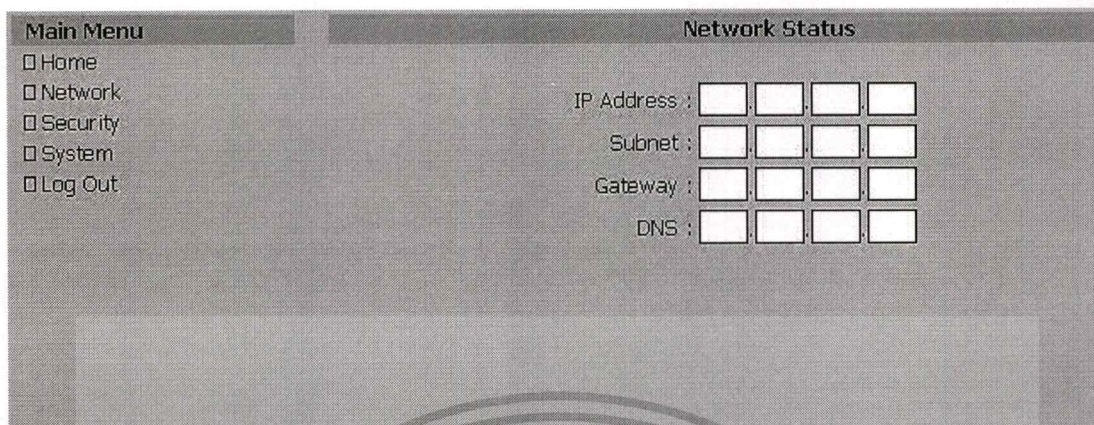 Main Menu
Home
Network
Security
System
Log Out
Network Status
IP Address :
Subnet :
Gateway :
DNS :